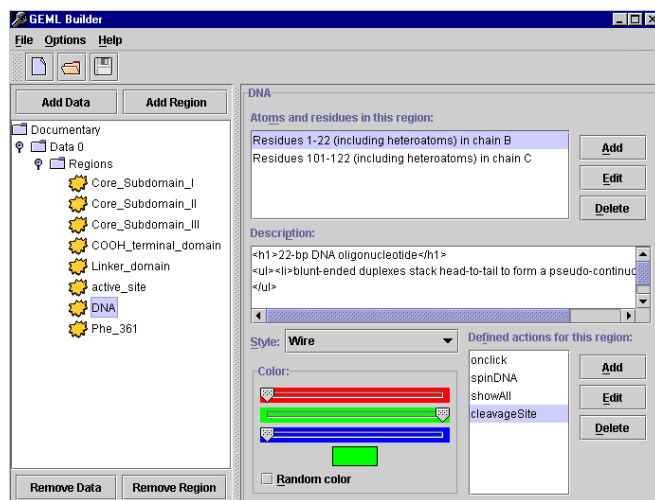 GEML Builder
File Options Help
Add Data Add Region
Documentary
Data 0
Regions
Core_Subdomain_I
Core_Subdomain_II
Core_Subdomain_III
COOH_terminal_domain
Linker_domain
active_site
DNA
Phe_361
Remove Data Remove Region
DNA
Atoms and residues in this region:
Residues 1-22 (including heteroatoms) in chain B
Residues 101-122 (including heteroatoms) in chain C
Add
Edit
Delete
Description:
<h1>22-bp DNA oligonucleotide</h1>
<ul><li>blunt-ended duplexes stack head-to-tail to form a pseudo-continuo
</ul>
Style: Wire
Color:
Random color
Defined actions for this region:
onclick
spinDNA
showAll
cleavageSite
Add
Edit
Delete